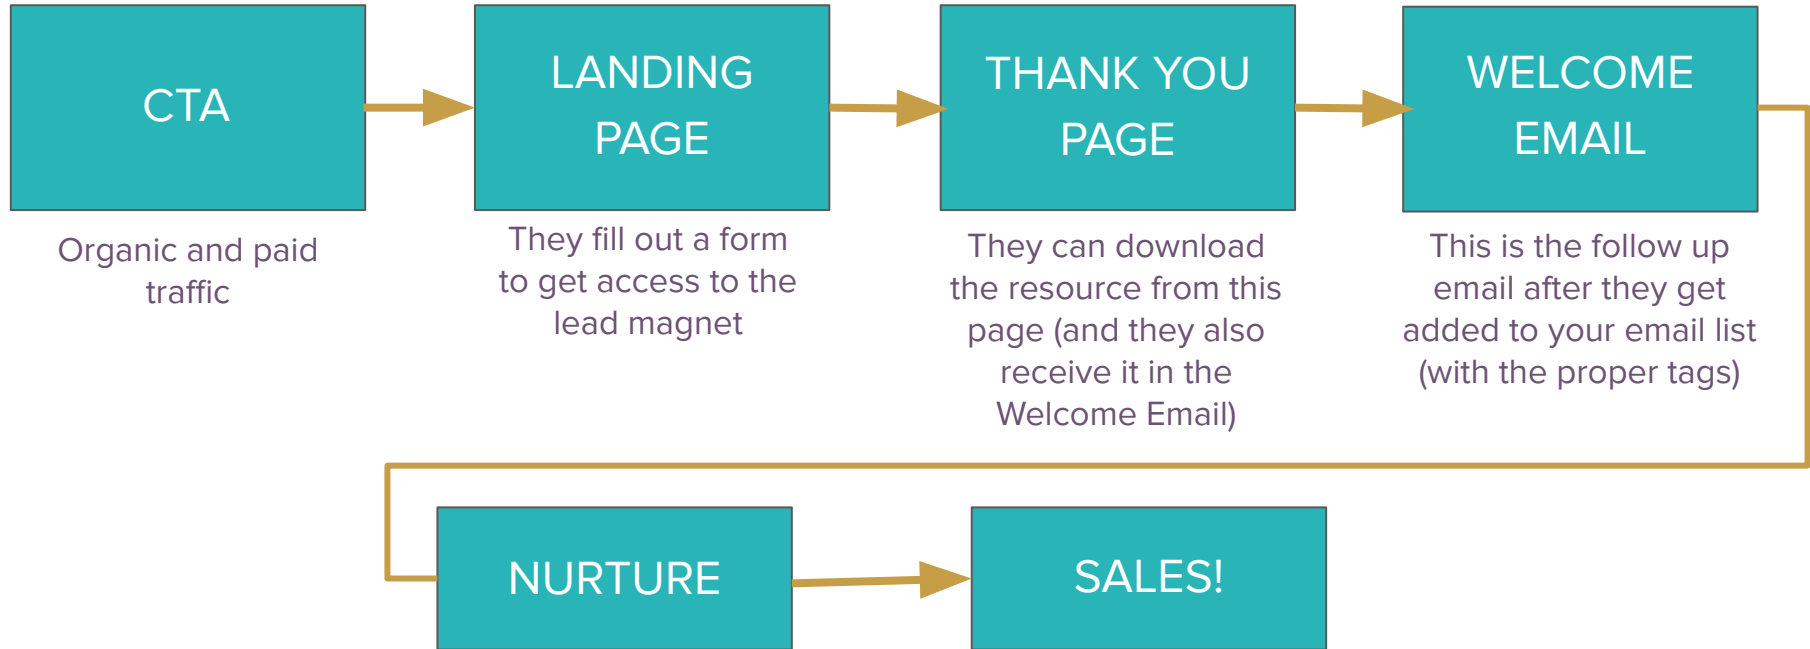 CTA
Organic and paid
traffic
LANDING
PAGE
They fill out a form
to get access to the
lead magnet
THANK YOU
PAGE
They can download
the resource from this
page (and they also
receive it in the
Welcome Email)
WELCOME
EMAIL
This is the follow up
email after they get
added to your email list
(with the proper tags)
NURTURE
SALES!